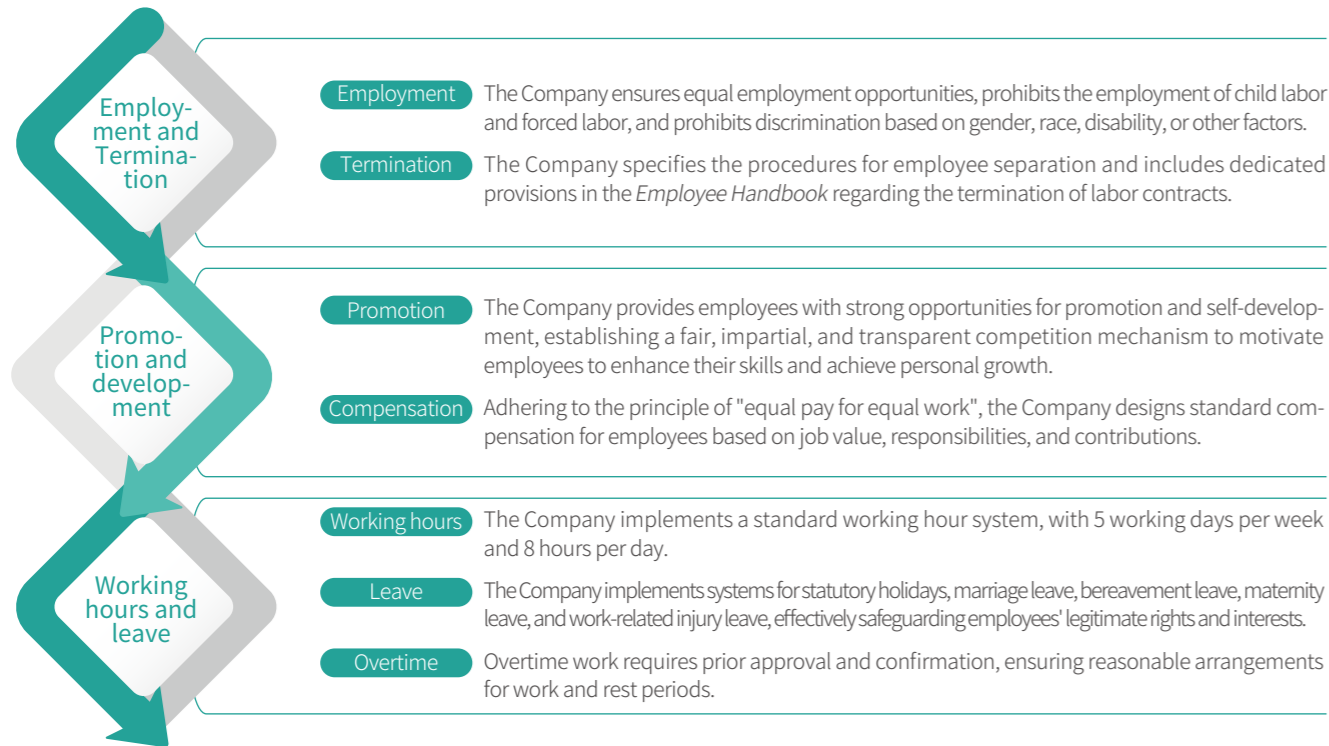 Employ-
ment and
Termina-
tion
Employment
The Company ensures equal employment opportunities, prohibits the employment of child labor
and forced labor, and prohibits discrimination based on gender, race, disability, or other factors.
Termination
The Company specifies the procedures for employee separation and includes dedicated
provisions in the Employee Handbook regarding the termination of labor contracts.
Promo-
tion and
develop-
ment
Promotion
The Company provides employees with strong opportunities for promotion and self-develop-
ment, establishing a fair, impartial, and transparent competition mechanism to motivate
employees to enhance their skills and achieve personal growth.
Compensation
Adhering to the principle of "equal pay for equal work", the Company designs standard com-
pensation for employees based on job value, responsibilities, and contributions.
Working
hours and
leave
Working hours
The Company implements a standard working hour system, with 5 working days per week
and 8 hours per day.
Leave
The Company implements systems for statutory holidays, marriage leave, bereavement leave, maternity
leave, and work-related injury leave, effectively safeguarding employees' legitimate rights and interests.
Overtime
Overtime work requires prior approval and confirmation, ensuring reasonable arrangements
for work and rest periods.